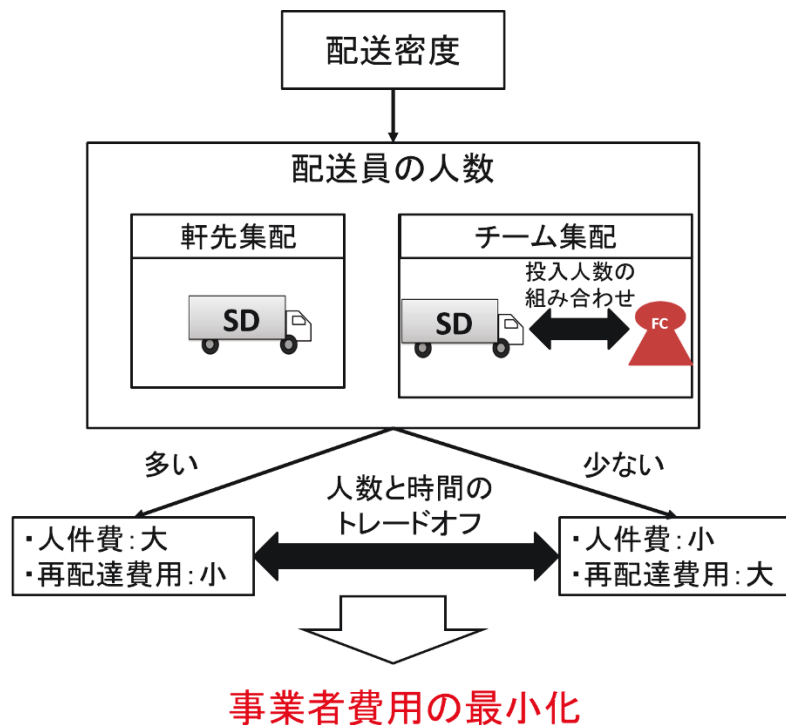 配送密度
配送員の人数
軒先集配
SD
チーム集配
投入人数の
組み合わせ
SD
FC
多い
少ない
人数と時間の
トレードオフ
・人件費:大
・再配達費用:小
・人件費:小
・再配達費用:大
事業者費用の最小化